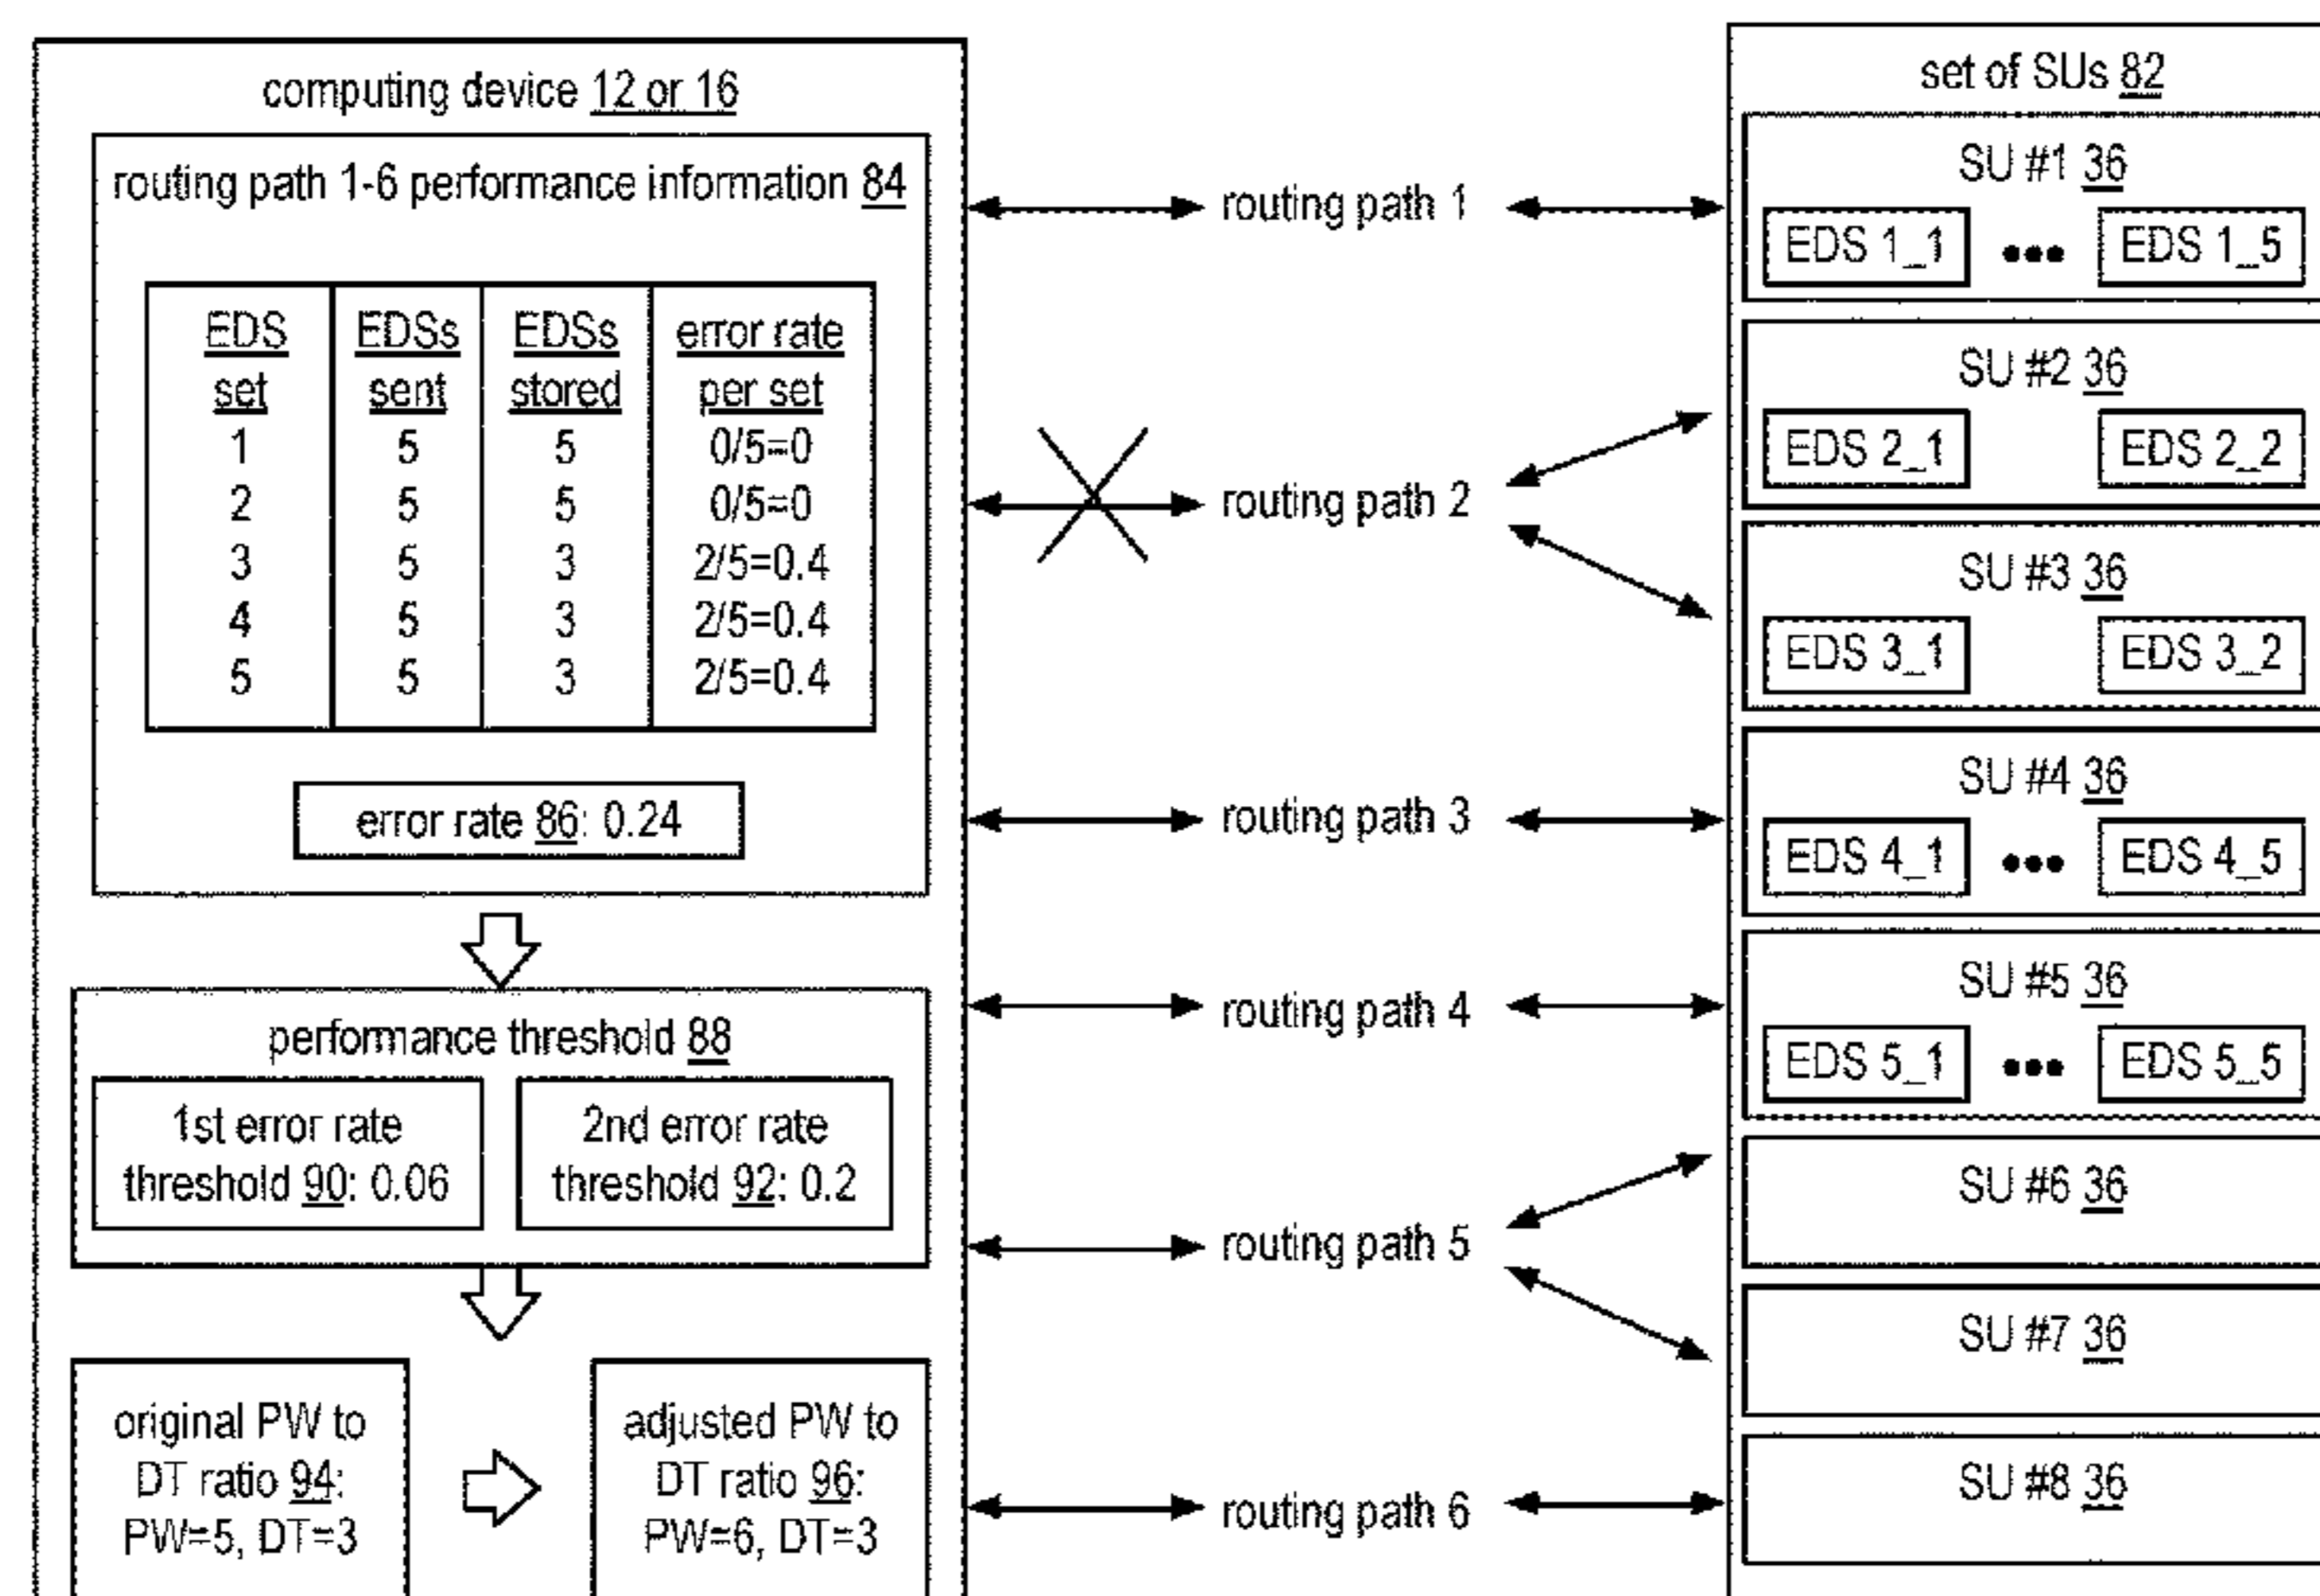 computing device 12 or 16
routing path 1-6 performance information 84
EDS set
EDSs sent
EDSs stored
error rate per set
1 5 5 0/5=0
2 5 5 0/5=0
3 5 3 2/5=0.4
4 5 3 2/5=0.4
5 5 3 2/5=0.4
error rate 86: 0.24
performance threshold 88
1st error rate
threshold 90: 0.06
2nd error rate
threshold 92: 0.2
original PW to
DT ratio 94:
PW=5, DT=3
adjusted PW to
DT ratio 96:
PW=6, DT=3
routing path 1
routing path 2
routing path 3
routing path 4
routing path 5
routing path 6
set of SUs 82
SU #1 36
EDS 1_1 ••• EDS 1_5
SU #2 36
EDS 2_1 EDS 2_2
SU #3 36
EDS 3_1 EDS 3_2
SU #4 36
EDS 4_1 ••• EDS 4_5
SU #5 36
EDS 5_1 ••• EDS 5_5
SU #6 36
SU #7 36
SU #8 36